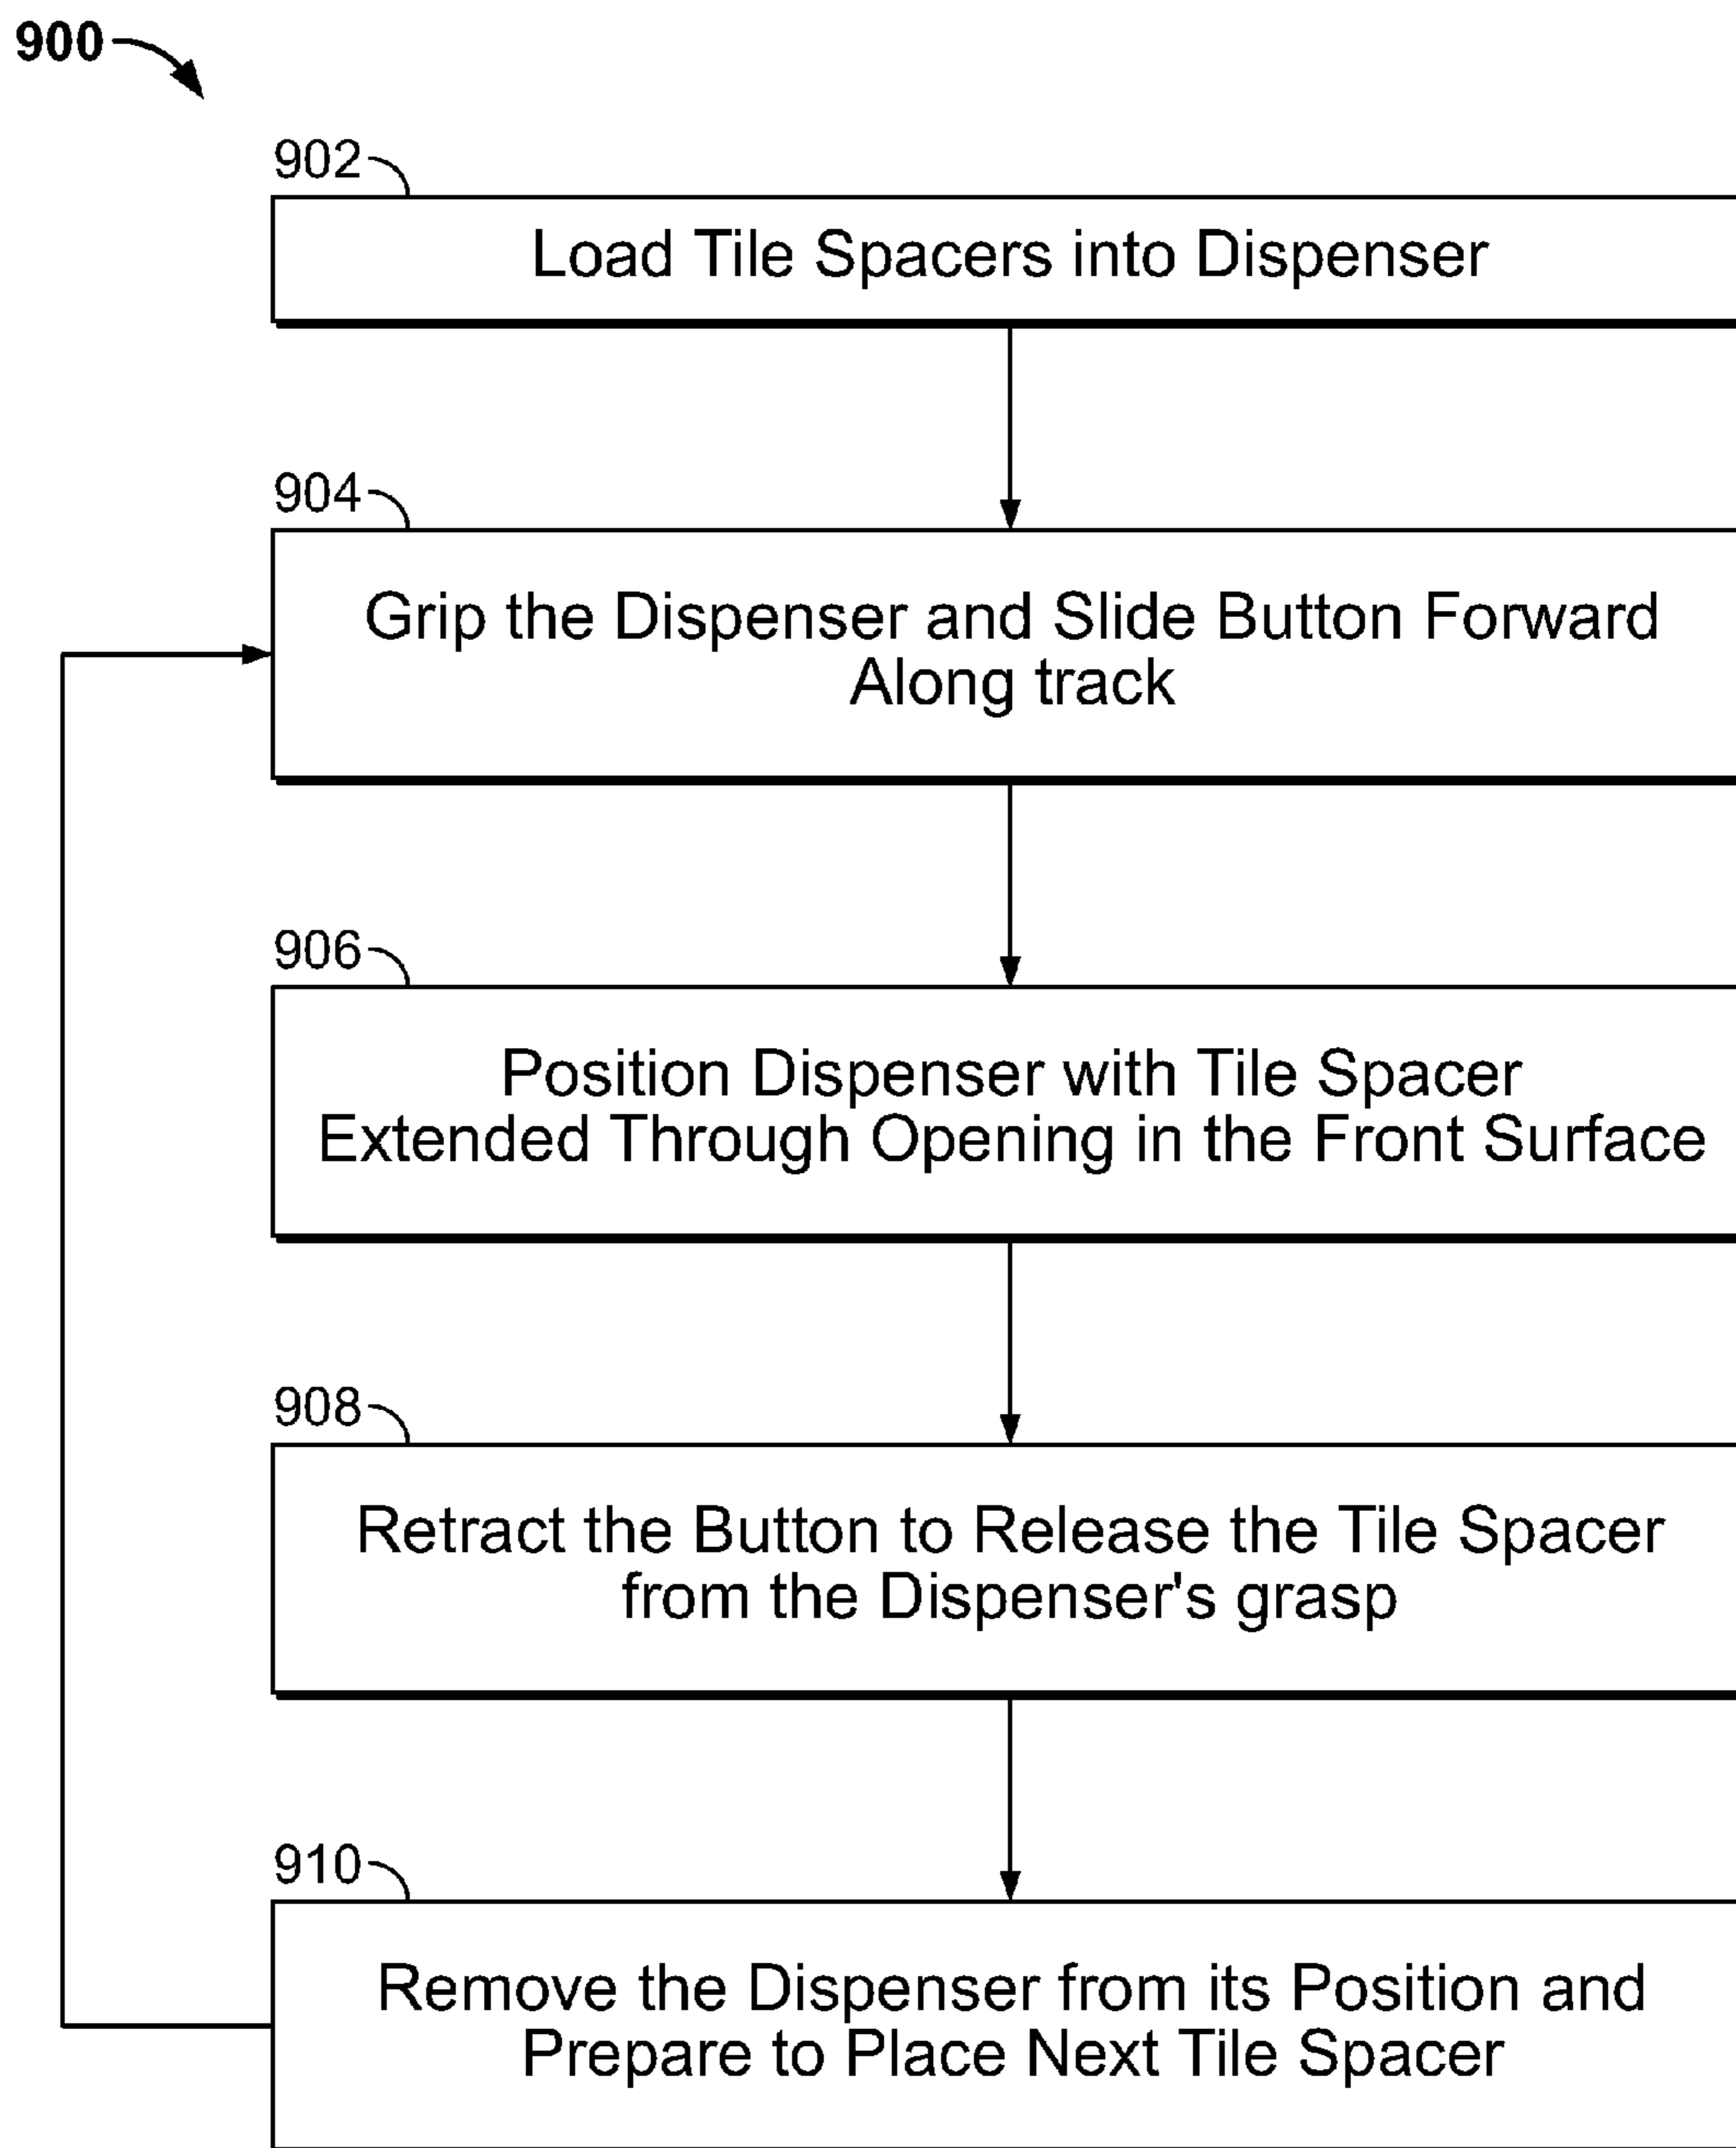 900
902
Load Tile Spacers into Dispenser
904
Grip the Dispenser and Slide Button Forward
Along track
906
Position Dispenser with Tile Spacer
Extended Through Opening in the Front Surface
908
Retract the Button to Release the Tile Spacer
from the Dispenser's grasp
910
Remove the Dispenser from its Position and
Prepare to Place Next Tile Spacer